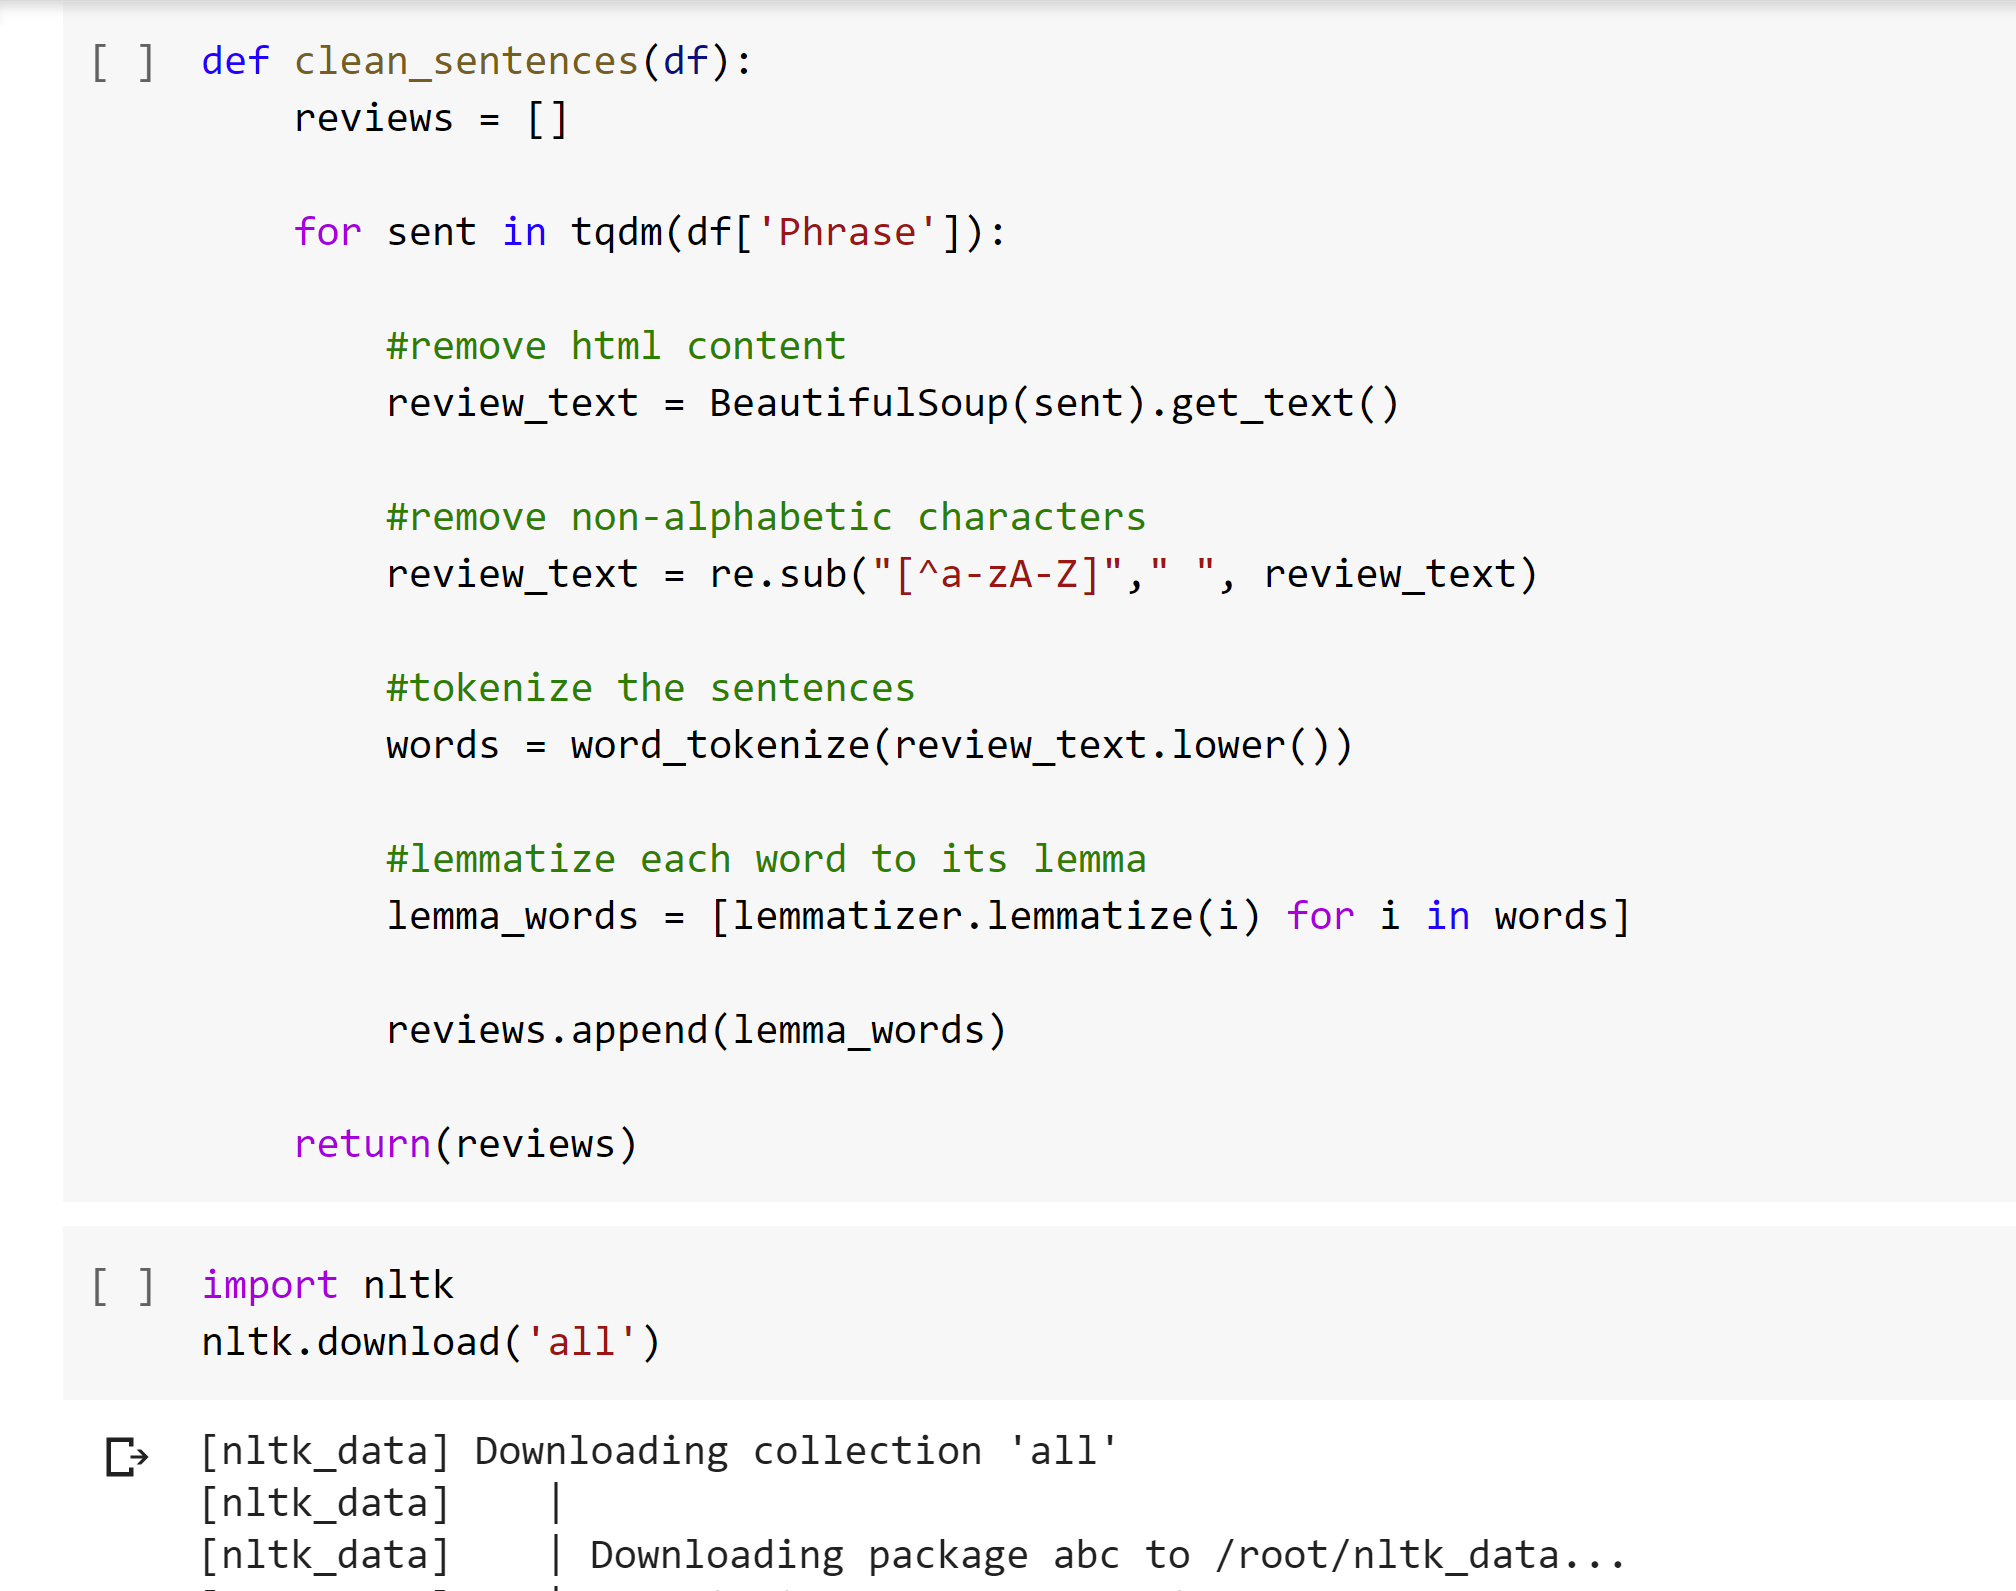 [ ] def clean_sentences(df):
reviews = []
for sent in tqdm(df['Phrase']):
#remove html content
review_text = BeautifulSoup(sent).get_text()
#remove non-alphabetic characters
review_text = re.sub("[^a-zA-Z]"," ", review_text)
#tokenize the sentences
words = word_tokenize(review_text.lower())
#lemmatize each word to its lemma
lemma_words = [lemmatizer.lemmatize(i) for i in words]
reviews.append(lemma_words)
return(reviews)
[ ] import nltk
nltk.download('all')
[nltk_data] Downloading collection 'all'
[nltk_data]    |
[nltk_data]    | Downloading package abc to /root/nltk_data...